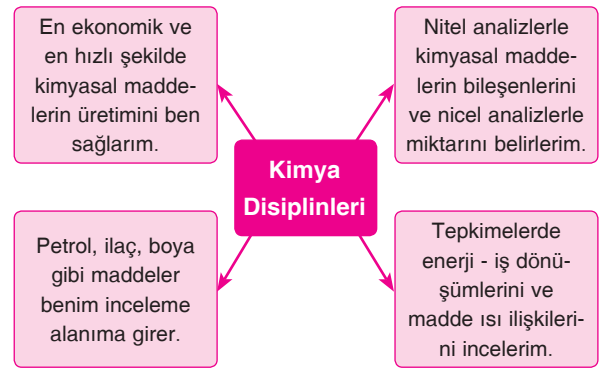 En ekonomik ve
en hızlı şekilde
kimyasal madde-
lerin üretimini ben
sağlarım.
Nitel analizlerle
kimyasal madde-
lerin bileşenlerini
ve nicel analizlerle
miktarını belirlerim.
Kimya
Disiplinleri
Petrol, ilaç, boya
gibi maddeler
benim inceleme
alanıma girer.
Tepkimelerde
enerji - iş dönü-
şümlerini ve
madde ısı ilişkileri-
ni incelerim.